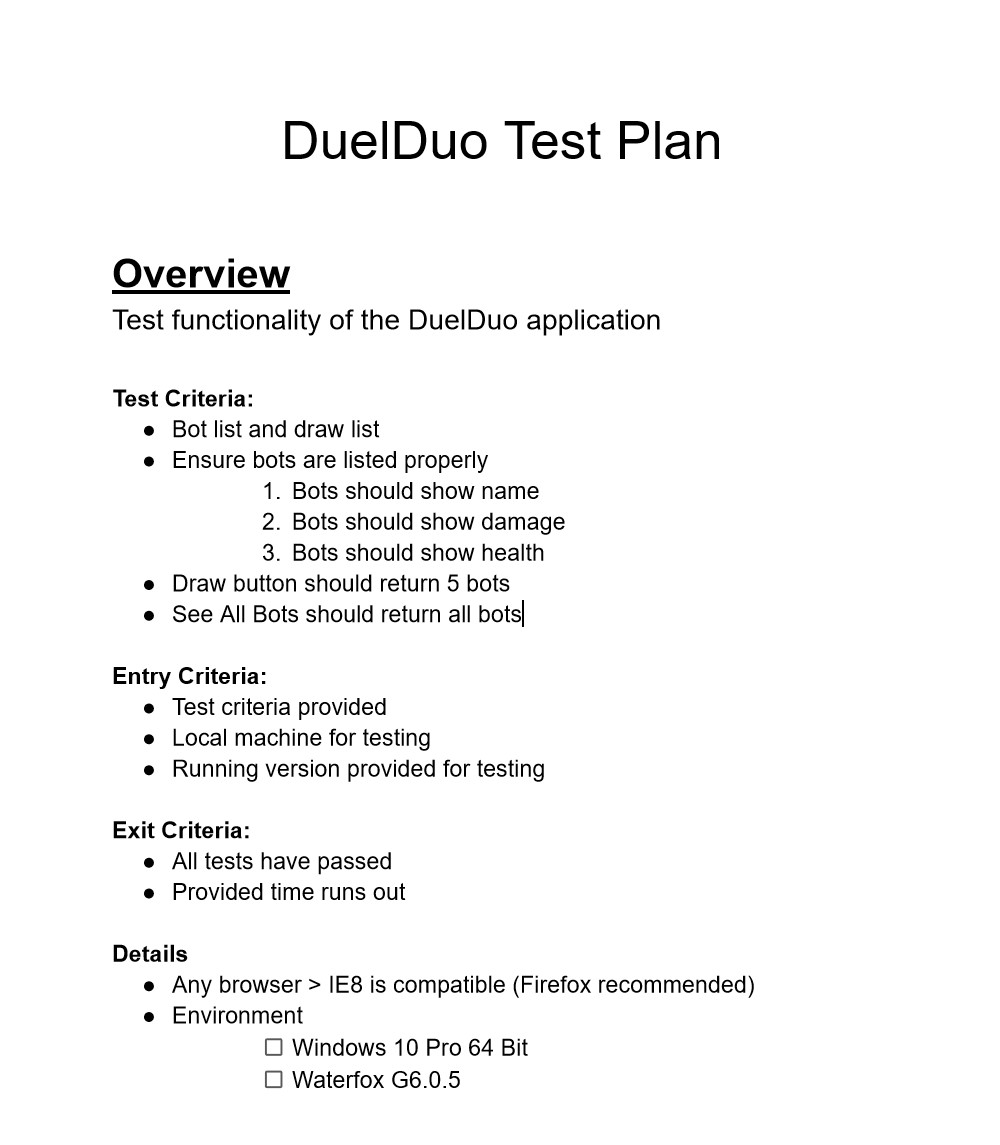 DuelDuo Test Plan
Overview
Test functionality of the DuelDuo application
Test Criteria:
● Bot list and draw list
● Ensure bots are listed properly
1. Bots should show name
2. Bots should show damage
3. Bots should show health
● Draw button should return 5 bots
● See All Bots should return all bots
Entry Criteria:
● Test criteria provided
● Local machine for testing
● Running version provided for testing
Exit Criteria:
● All tests have passed
● Provided time runs out
Details
● Any browser > IE8 is compatible (Firefox recommended)
● Environment
☐ Windows 10 Pro 64 Bit
☐ Waterfox G6.0.5